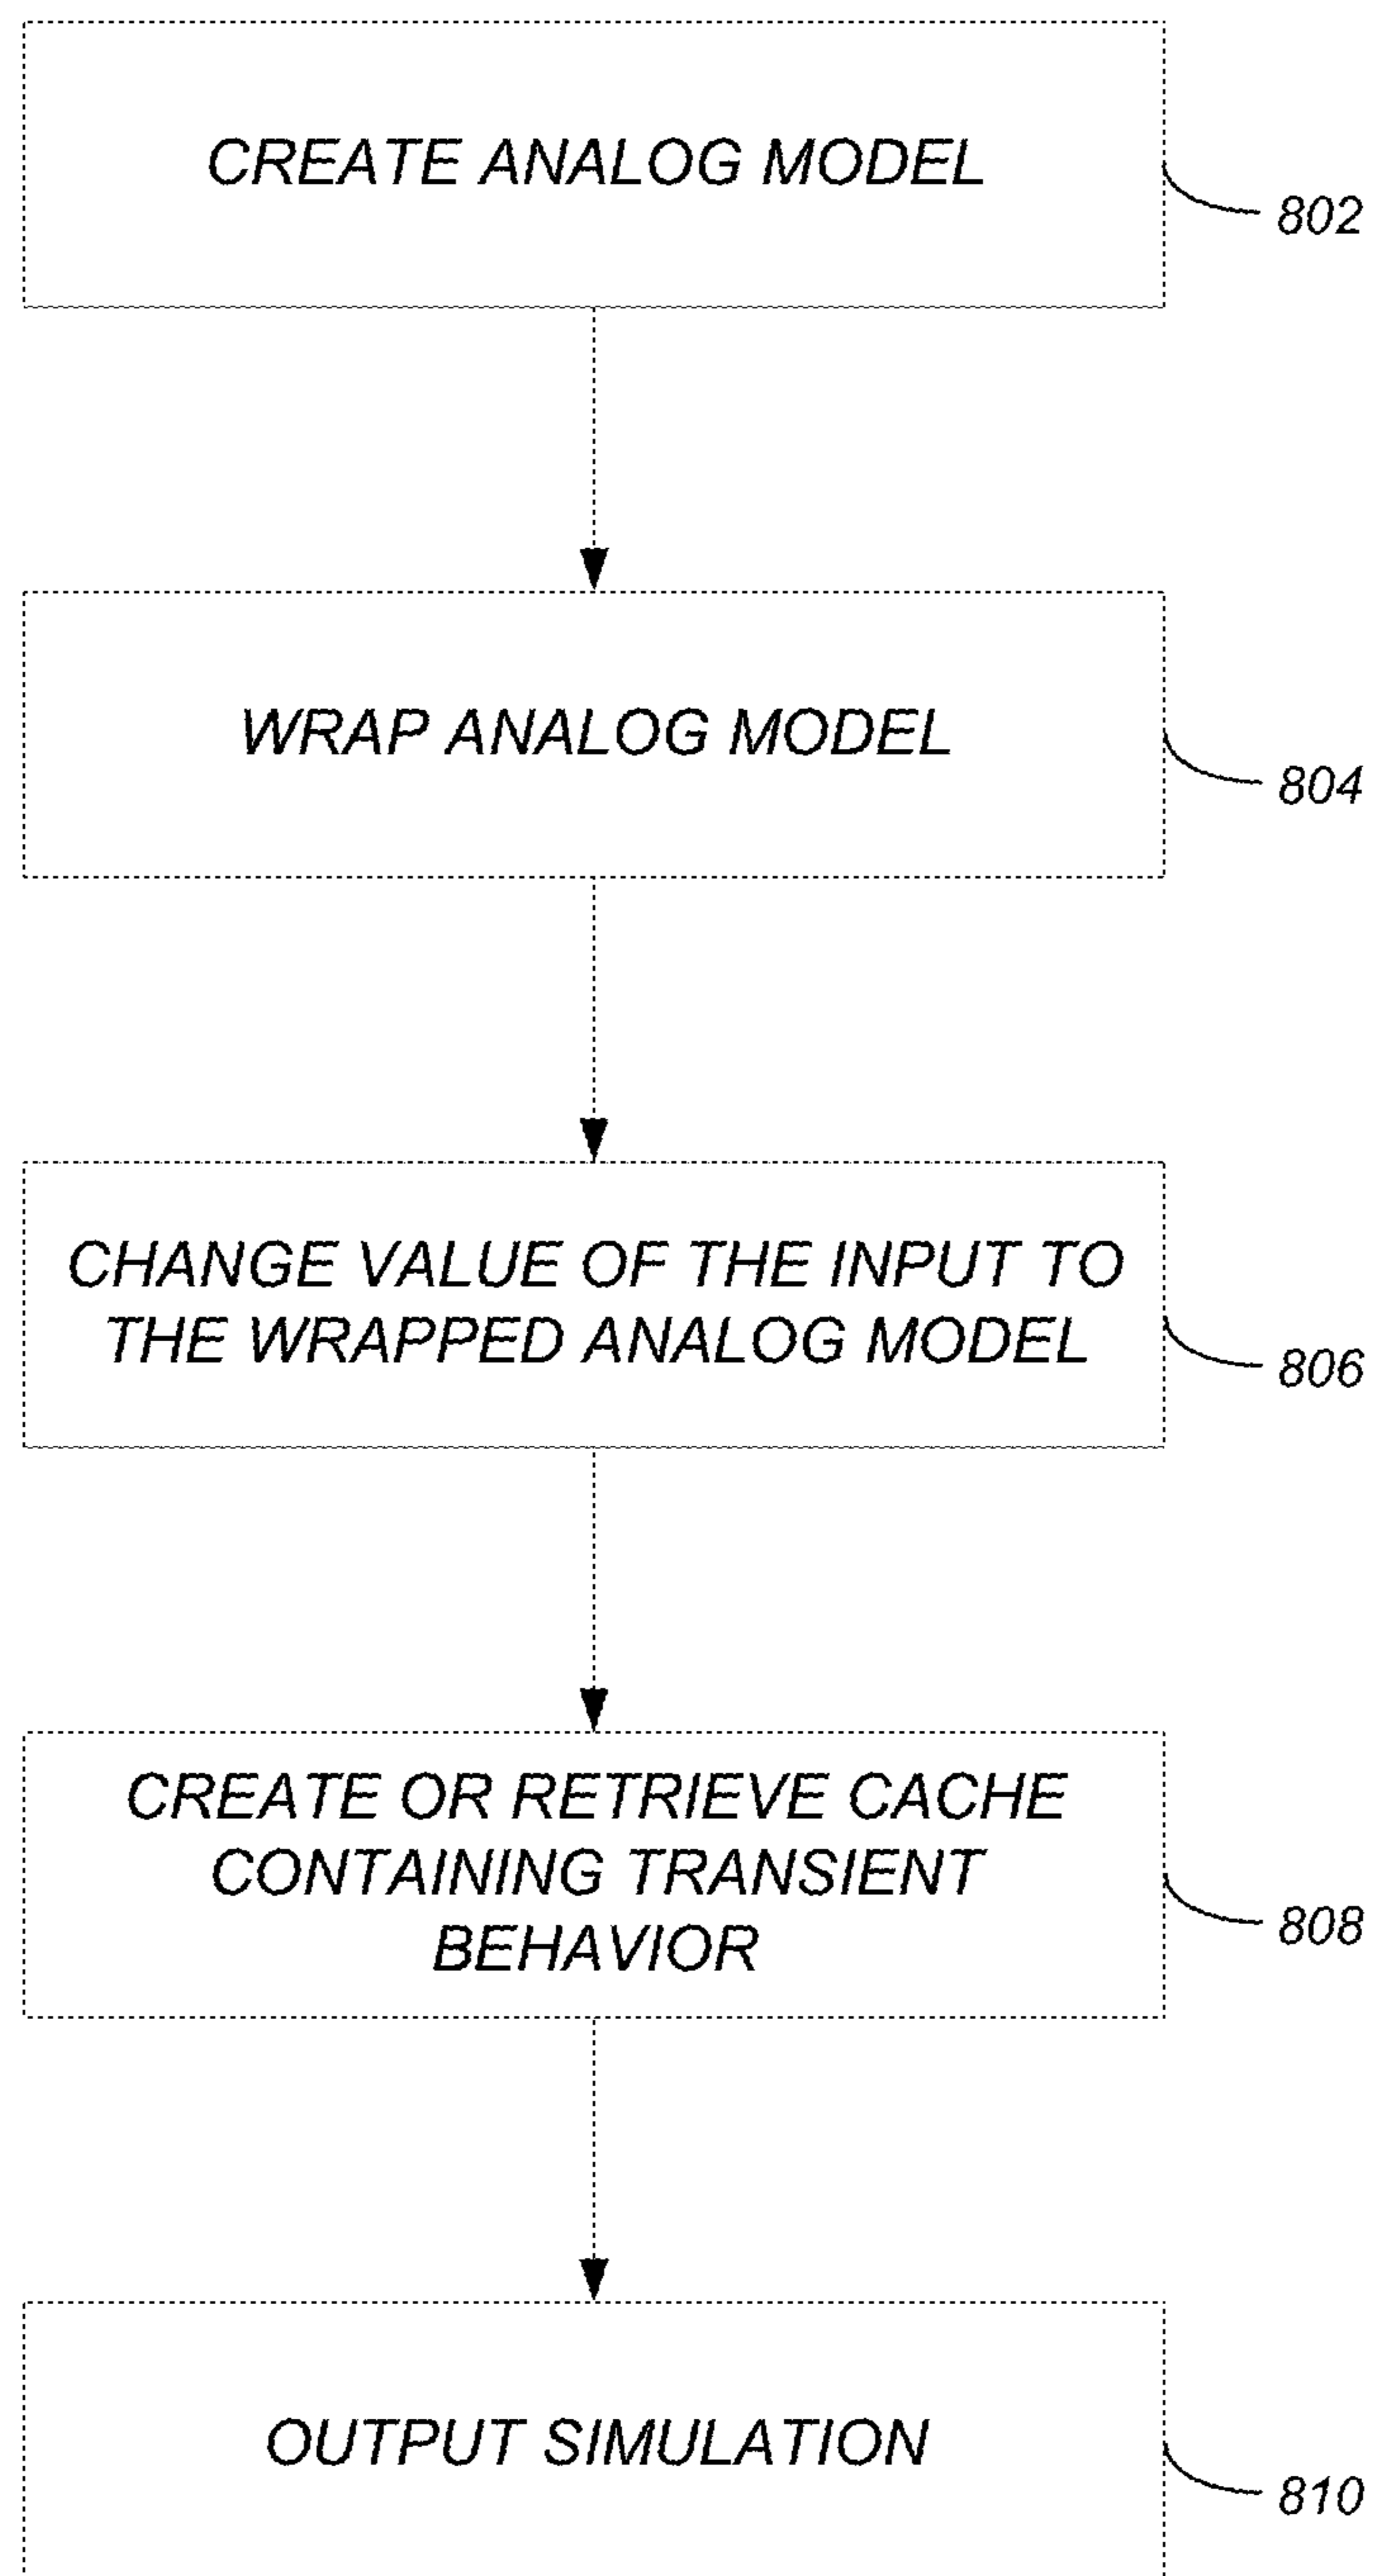 CREATE ANALOG MODEL
802
WRAP ANALOG MODEL
804
CHANGE VALUE OF THE INPUT TO
THE WRAPPED ANALOG MODEL
806
CREATE OR RETRIEVE CACHE
CONTAINING TRANSIENT
BEHAVIOR
808
OUTPUT SIMULATION
810